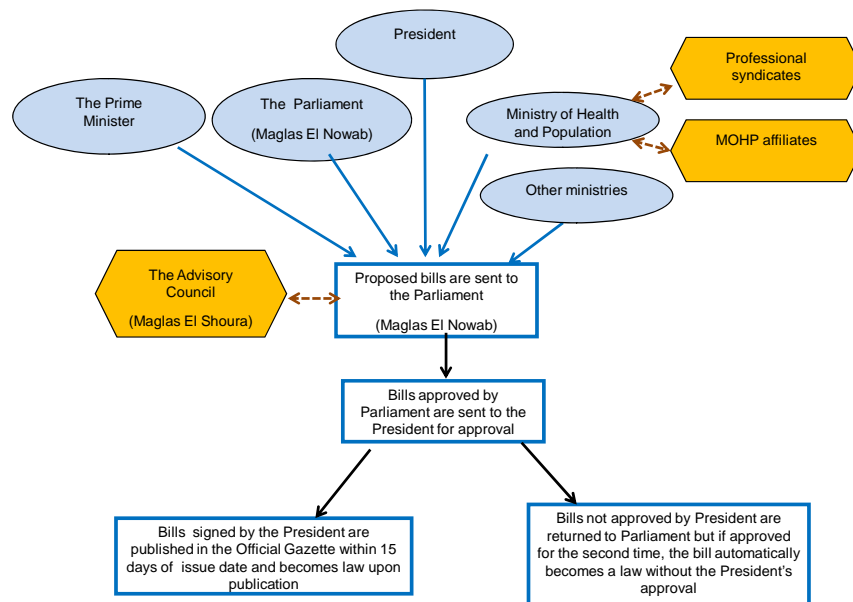 President
Professional
syndicates
The Prime
Minister
The Parliament
(Maglas El Nowab)
Ministry of Health
and Population
MOHP affiliates
Other ministries
The Advisory
Council
(Maglas El Shoura)
Proposed bills are sent to
the Parliament
(Maglas El Nowab)
Bills approved by
Parliament are sent to the
President for approval
Bills signed by the President are
published in the Official Gazette within 15
days of issue date and becomes law upon
publication
Bills not approved by President are
returned to Parliament but if approved
for the second time, the bill automatically
becomes a law without the President's
approval